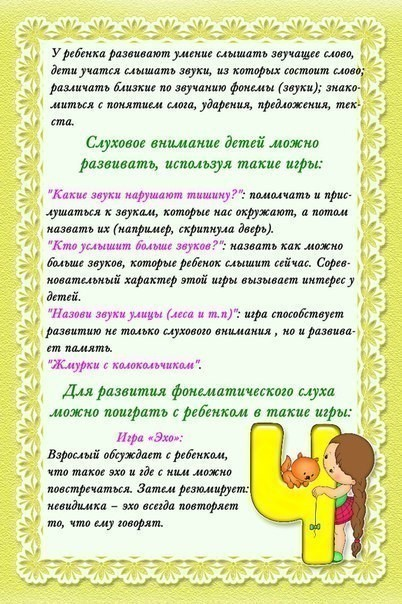 У ребенка развивают умение слышать звучащее слово,
дети учатся слышать звуки, из которых состоит слово;
различать близкие по звучанию фонемы (звуки); знако-
миться с понятием слога, ударения, предложения, тек-
ста.
Слуховое внимание детей можно
развивать, используя такие игры:
"Какие звуки нарушают тишину?": помолчать и прис-
лушаться к звукам, которые нас окружают, а потом
назвать их (например, скрипнула дверь).
"Кто услышит больше звуков?": назвать как можно
больше звуков, которые ребенок слышит сейчас. Сорев-
новательный характер этой игры вызывает интерес у
детей.
"Назови звуки улицы (леса и т.п)": игра способствует
развитию не только слухового внимания , но и развива-
ет память.
"Жмурки с колокольчиком".
Для развития фонематического слуха
можно поиграть с ребенком в такие игры:
Игра «Эхо»:
Взрослый обсуждает с ребенком,
что такое эхо и где с ним можно
повстречаться. Затем резюмирует:
невидимка – эхо всегда повторяет
то, что ему говорят.
Ч